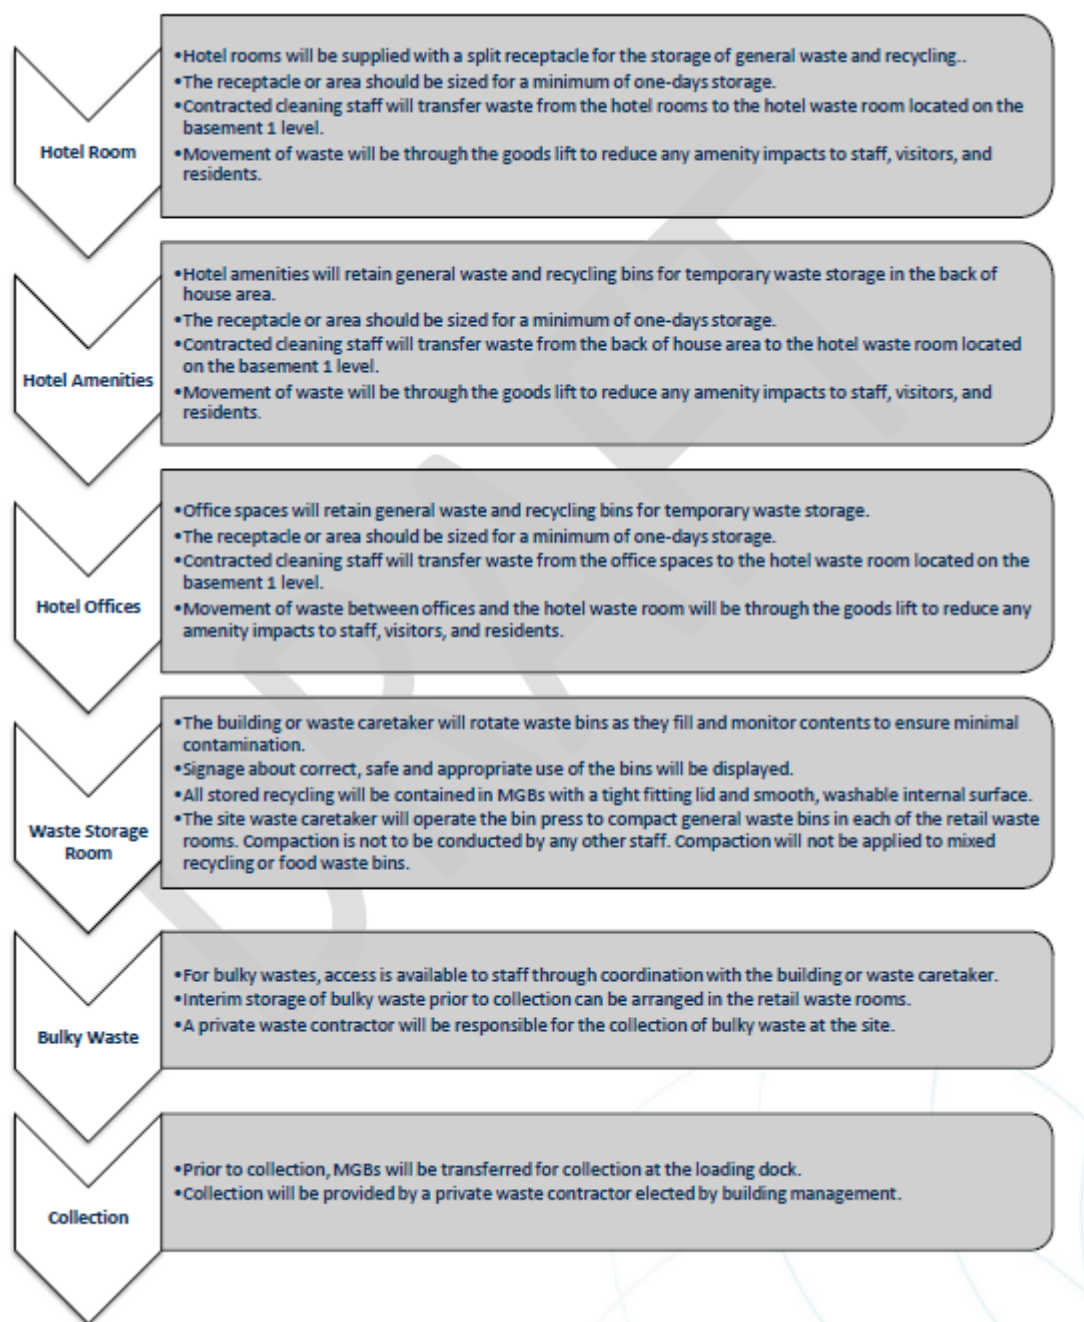 •Hotel rooms will be supplied with a split receptacle for the storage of general waste and recycling..
•The receptacle or area should be sized for a minimum of one-days storage.
•Contracted cleaning staff will transfer waste from the hotel rooms to the hotel waste room located on the
basement 1 level.
•Movement of waste will be through the goods lift to reduce any amenity impacts to staff, visitors, and
residents.
Hotel Room
•Hotel amenities will retain general waste and recycling bins for temporary waste storage in the back of
house area.
•The receptacle or area should be sized for a minimum of one-days storage.
•Contracted cleaning staff will transfer waste from the back of house area to the hotel waste room located
on the basement 1 level.
•Movement of waste will be through the goods lift to reduce any amenity impacts to staff, visitors, and
residents.
Hotel Amenities
•Office spaces will retain general waste and recycling bins for temporary waste storage.
•The receptacle or area should be sized for a minimum of one-days storage.
•Contracted cleaning staff will transfer waste from the office spaces to the hotel waste room located on the
basement 1 level.
•Movement of waste between offices and the hotel waste room will be through the goods lift to reduce any
amenity impacts to staff, visitors, and residents.
Hotel Offices
•The building or waste caretaker will rotate waste bins as they fill and monitor contents to ensure minimal
contamination.
•Signage about correct, safe and appropriate use of the bins will be displayed.
•All stored recycling will be contained in MGBs with a tight fitting lid and smooth, washable internal surface.
•The site waste caretaker will operate the bin press to compact general waste bins in each of the retail waste
rooms. Compaction is not to be conducted by any other staff. Compaction will not be applied to mixed
recycling or food waste bins.
Waste Storage
Room
•For bulky wastes, access is available to staff through coordination with the building or waste caretaker.
•Interim storage of bulky waste prior to collection can be arranged in the retail waste rooms.
•A private waste contractor will be responsible for the collection of bulky waste at the site.
Bulky Waste
•Prior to collection, MGBs will be transferred for collection at the loading dock.
•Collection will be provided by a private waste contractor elected by building management.
Collection
DRAFT